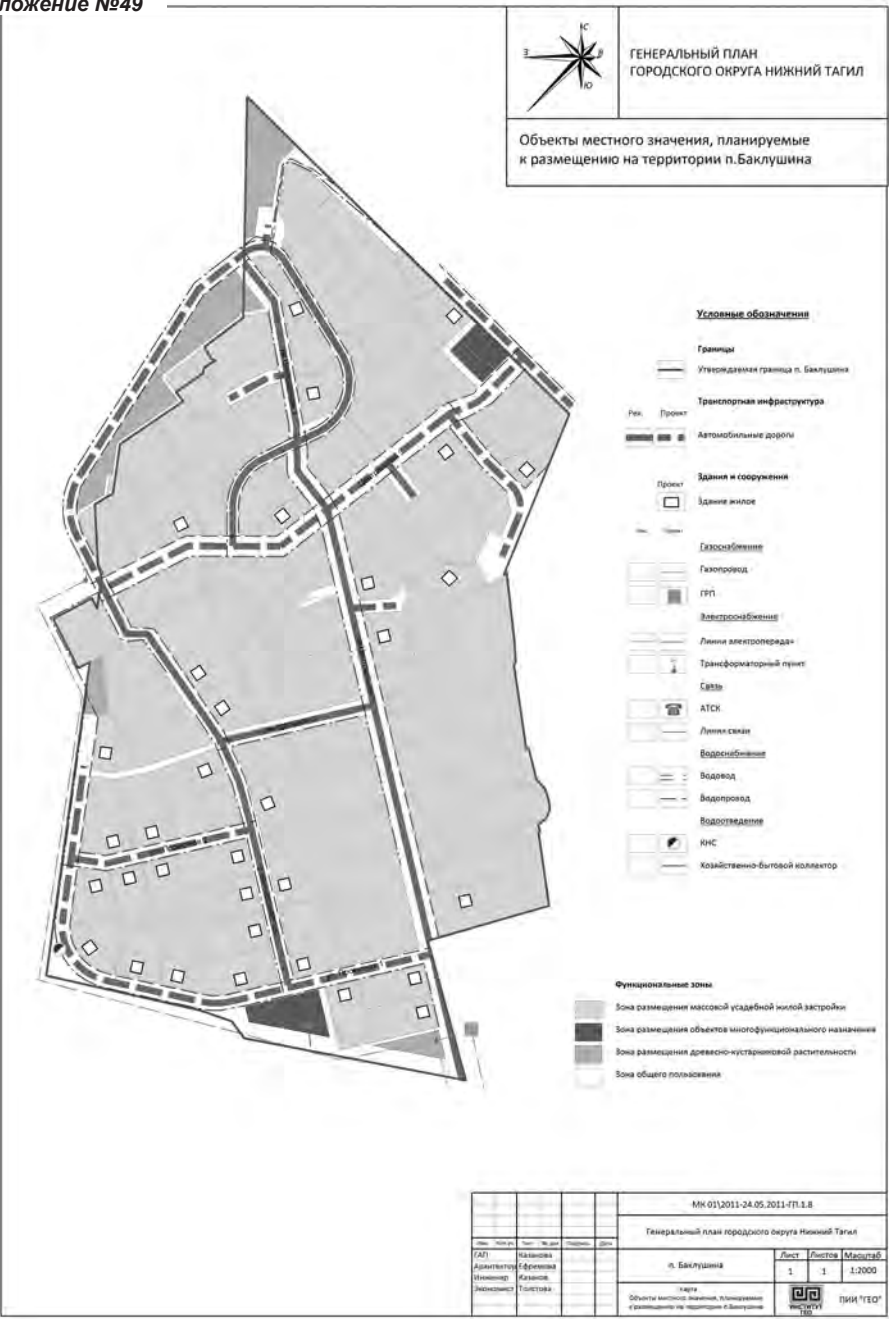 ложение №49
С
З
В
Ю
ГЕНЕРАЛЬНЫЙ ПЛАН
ГОРОДСКОГО ОКРУГА НИЖНИЙ ТАГИЛ
Объекты местного значения, планируемые
к размещению на территории п.Баклушина
Условные обозначения
Границы
Утверждаемая граница п. Баклушина
Транспортная инфраструктура
Рек. Проект
Автомобильные дороги
Здания и сооружения
Проект
Здание жилое
Газоснабжение
Газопровод
ГРП
Электроснабжение
Линии электропередач
Трансформаторный пункт
Связь
АТСК
Линия связи
Водоснабжение
Водовод
Водопровод
Водоотведение
КНС
Хозяйственно-бытовой коллектор
Функциональные зоны
Зона размещения массовой усадебной жилой застройки
Зона размещения объектов многофункционального назначения
Зона размещения древесно-кустарниковой растительности
Зона общего пользования
МК 01\2011-24.05.2011-ГП.1.8
Генеральный план городского округа Нижний Тагил
ГАП Казакова
Архитектор Ефремова
Инженер Казаков
Экономист Толстова
п. Баклушина
Лист Листов Масштаб
1 1 1:2000
Карта
Объекты местного значения, планируемые
к размещению на территории п.Баклушина
ИНСТИТУТ
ГЕО
ПИИ "ГЕО"